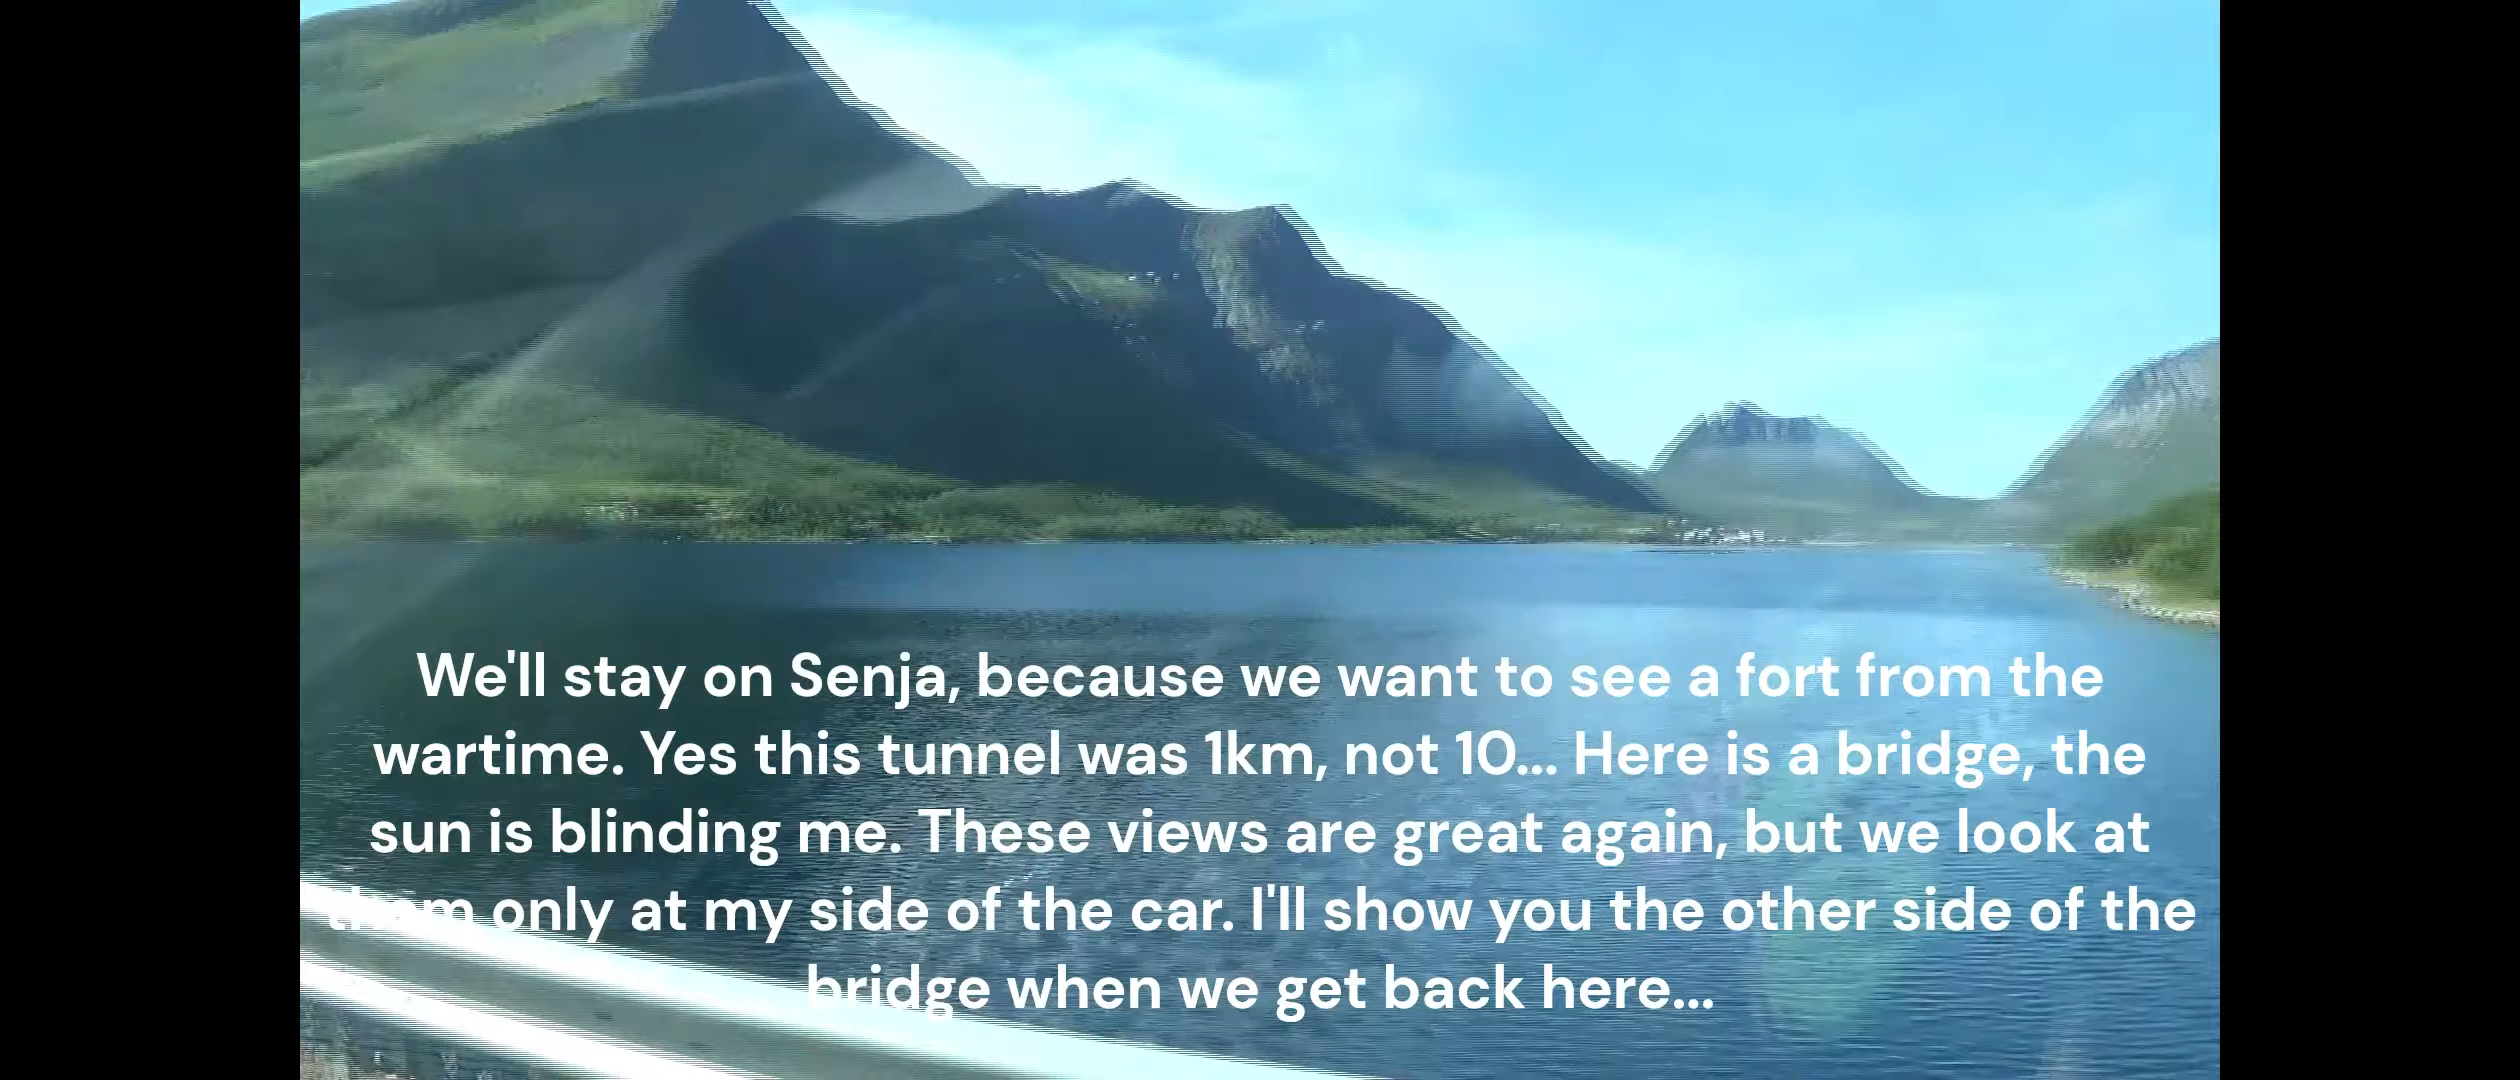 We'll stay on Senja, because we want to see a fort from the
wartime. Yes this tunnel was 1km, not 10... Here is a bridge, the
sun is blinding me. These views are great again, but we look at
them only at my side of the car. I'll show you the other side of the
bridge when we get back here...